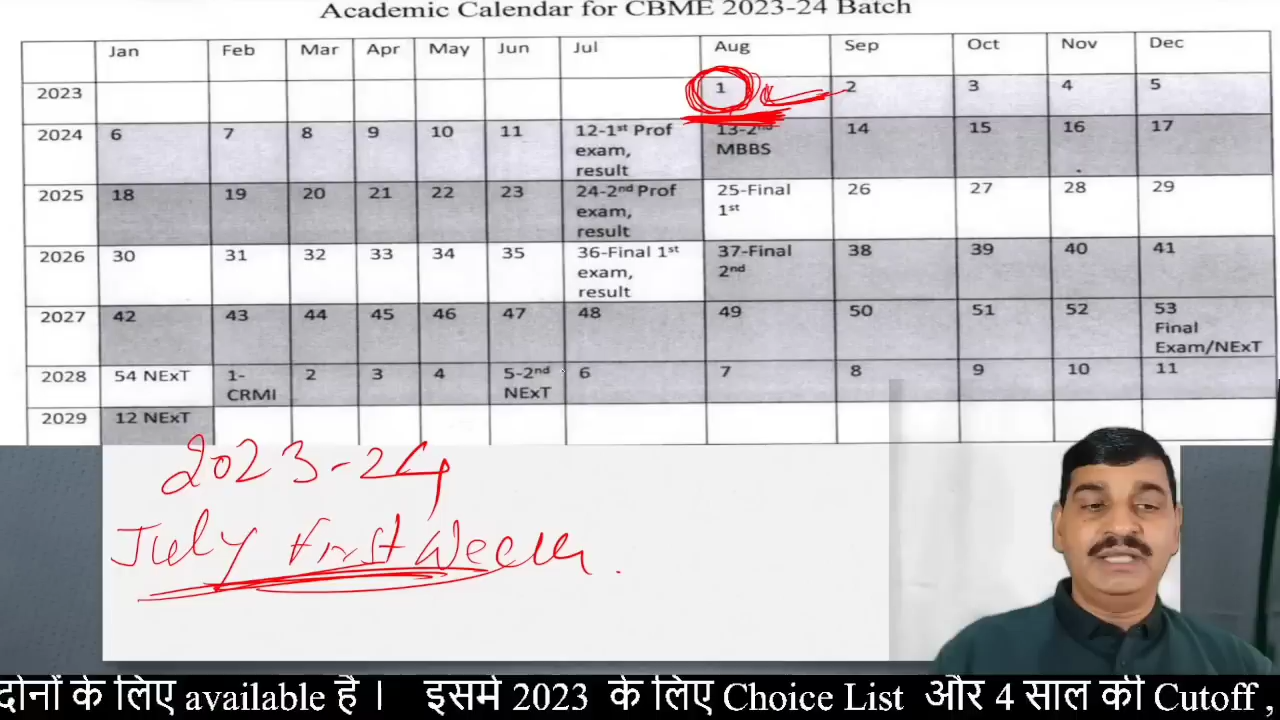 Academic Calendar for CBME 2023-24 Batch
Jan Feb Mar Apr May Jun Jul Aug Sep Oct Nov Dec
2023 1 2 3 4 5
2024 6 7 8 9 10 11 12-1st Prof exam, result 13-2nd MBBS 14 15 16 17
2025 18 19 20 21 22 23 24-2nd Prof exam, result 25-Final 1st 26 27 28 29
2026 30 31 32 33 34 35 36-Final 1st exam, result 37-Final 2nd 38 39 40 41
2027 42 43 44 45 46 47 48 49 50 51 52 53 Final Exam/NExT
2028 54 NExT 1-CRMI 2 3 4 5-2nd NExT 6 7 8 9 10 11
2029 12 NExT
2023-24
July First Week
दोनों के लिए available है । इसमें 2023 के लिए Choice List और 4 साल की Cutoff ,